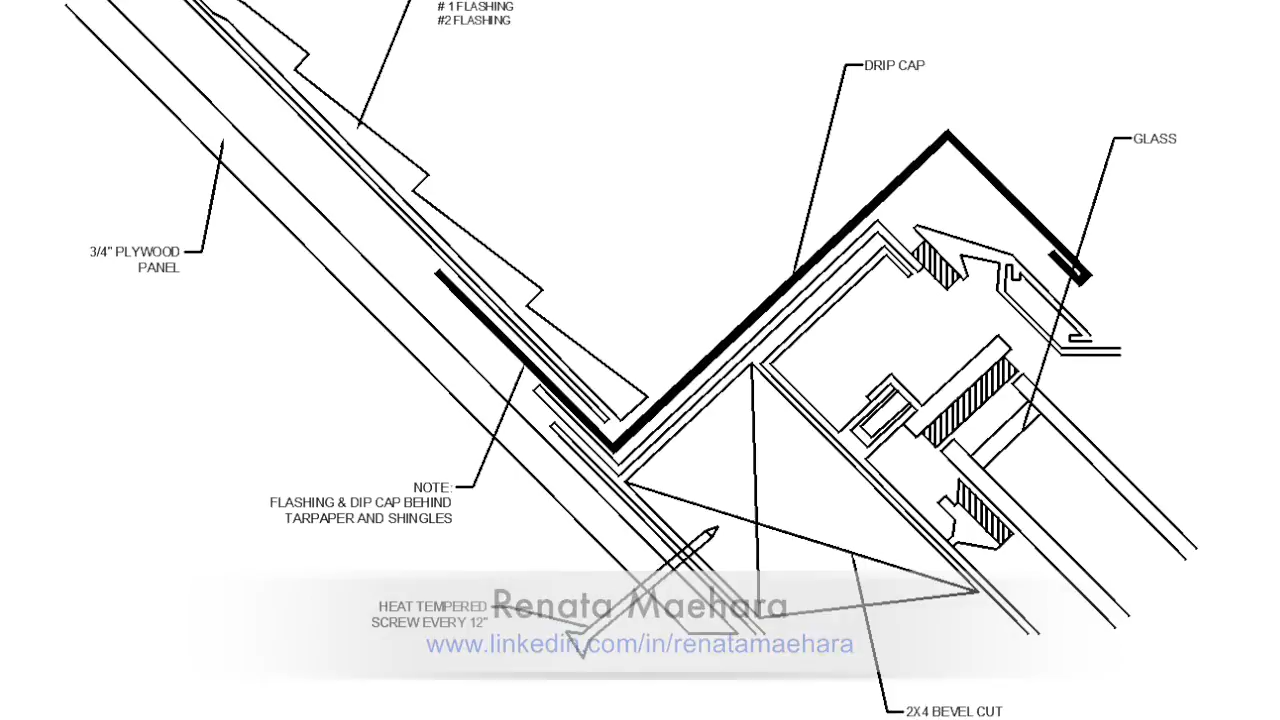 # 1 FLASHING
#2 FLASHING
DRIP CAP
GLASS
3/4" PLYWOOD
PANEL
NOTE:
FLASHING & DIP CAP BEHIND
TARPAPER AND SHINGLES
HEAT TEMPERED
SCREW EVERY 12"
Renata Maehara
www.linkedin.com/in/renatamaehara
2X4 BEVEL CUT